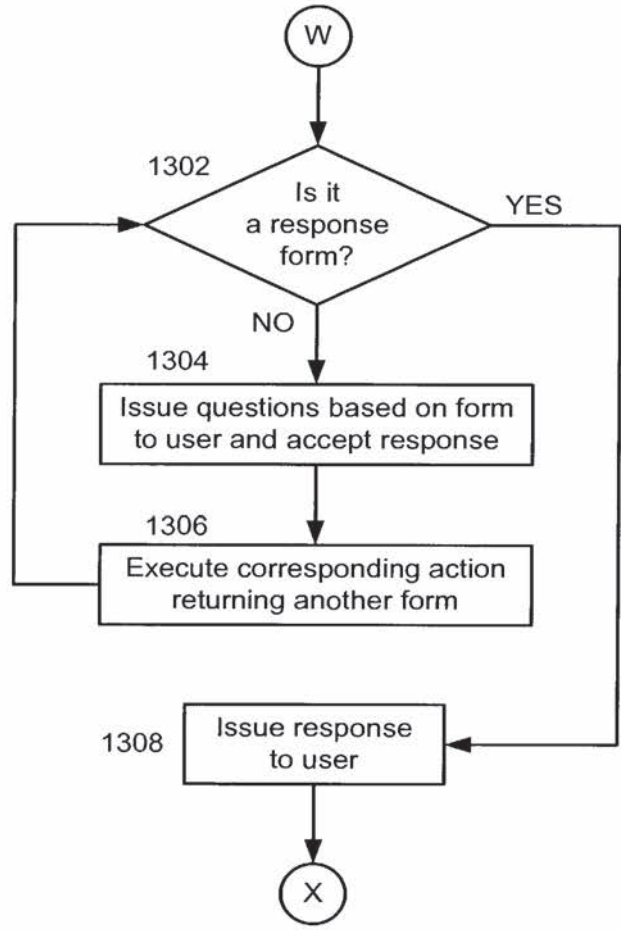 W
1302
Is it
a response
form?
YES
NO
1304
Issue questions based on form
to user and accept response
1306
Execute corresponding action
returning another form
1308
Issue response
to user
X